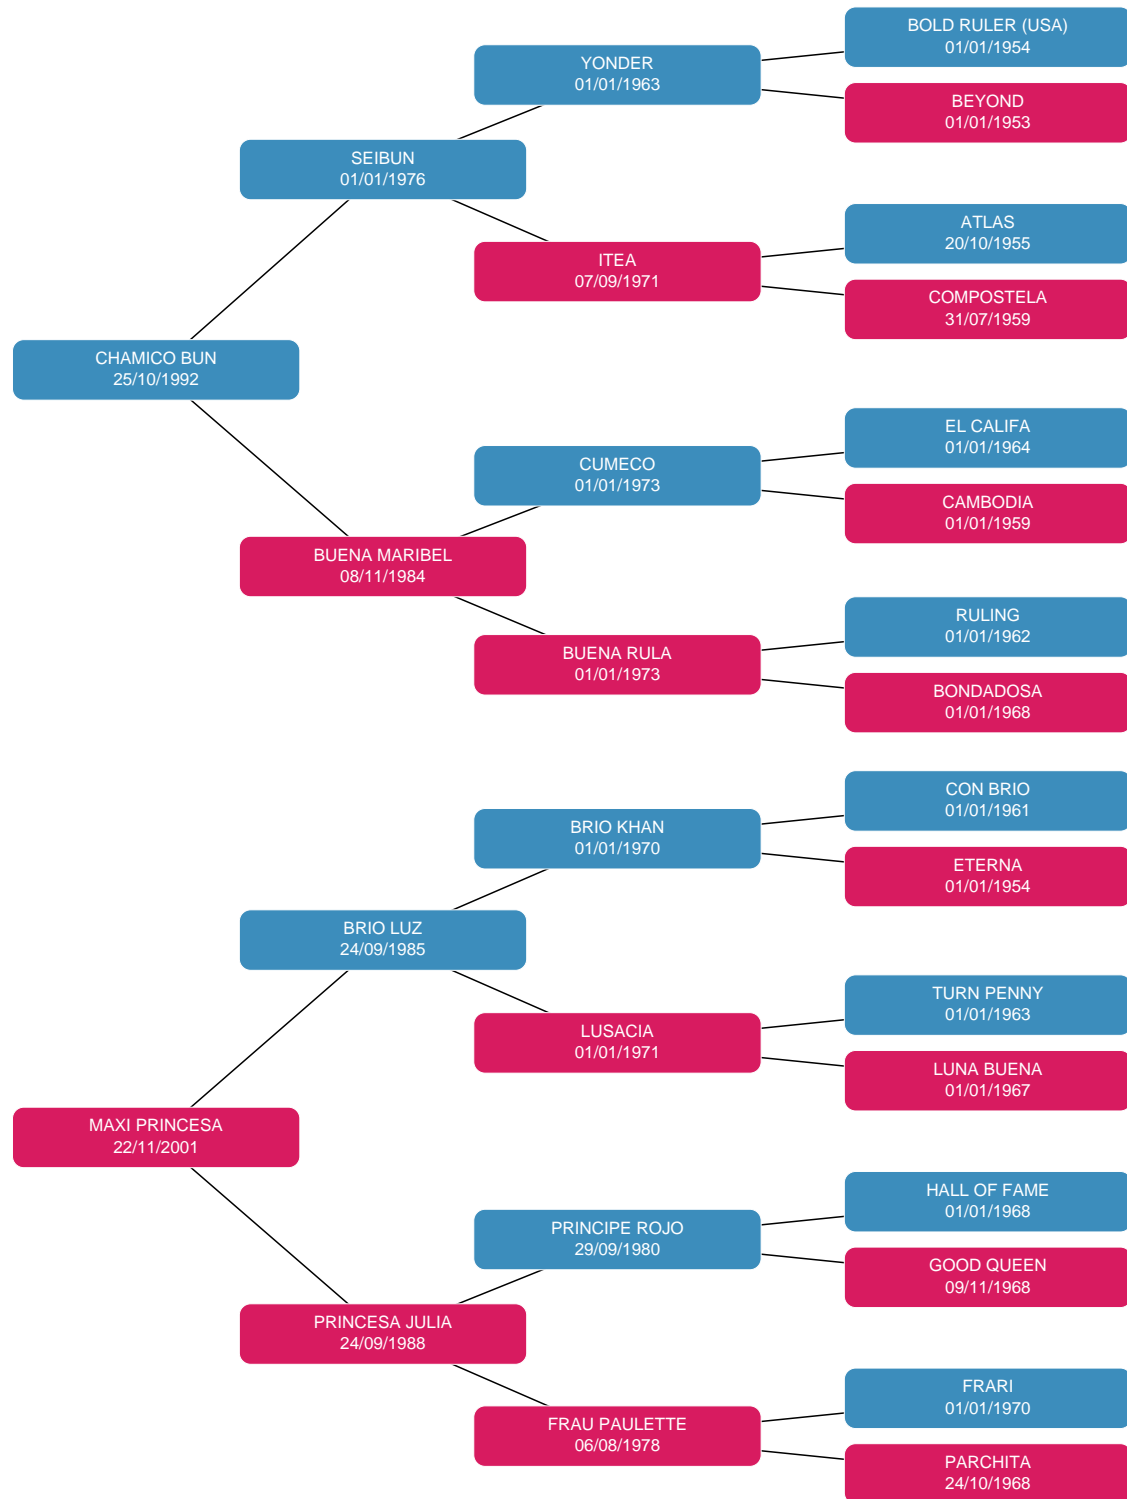 BOLD RULER (USA)
01/01/1954
YONDER
01/01/1963
BEYOND
01/01/1953
SEIBUN
01/01/1976
ATLAS
20/10/1955
ITEA
07/09/1971
COMPOSTELA
31/07/1959
CHAMICO BUN
25/10/1992
EL CALIFA
01/01/1964
CUMECO
01/01/1973
CAMBODIA
01/01/1959
BUENA MARIBEL
08/11/1984
RULING
01/01/1962
BUENA RULA
01/01/1973
BONDADOSA
01/01/1968
CON BRIO
01/01/1961
BRIO KHAN
01/01/1970
ETERNA
01/01/1954
BRIO LUZ
24/09/1985
TURN PENNY
01/01/1963
LUSACIA
01/01/1971
LUNA BUENA
01/01/1967
MAXI PRINCESA
22/11/2001
HALL OF FAME
01/01/1968
PRINCIPE ROJO
29/09/1980
GOOD QUEEN
09/11/1968
PRINCESA JULIA
24/09/1988
FRARI
01/01/1970
FRAU PAULETTE
06/08/1978
PARCHITA
24/10/1968